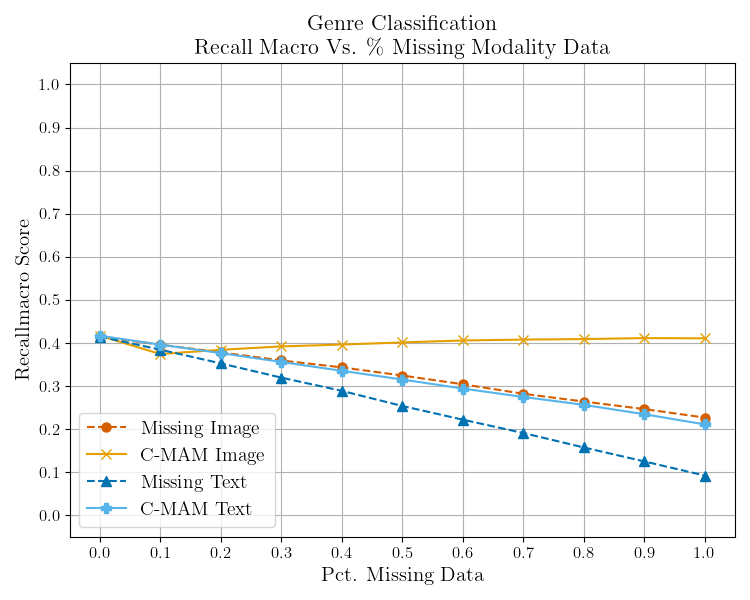 Genre Classification
Recall Macro Vs. % Missing Modality Data
Recallmacro Score
1.0
0.9
0.8
0.7
0.6
0.5
0.4
0.3
0.2
0.1
0.0
Missing Image
C-MAM Image
Missing Text
C-MAM Text
0.0 0.1 0.2 0.3 0.4 0.5 0.6 0.7 0.8 0.9 1.0
Pct. Missing Data